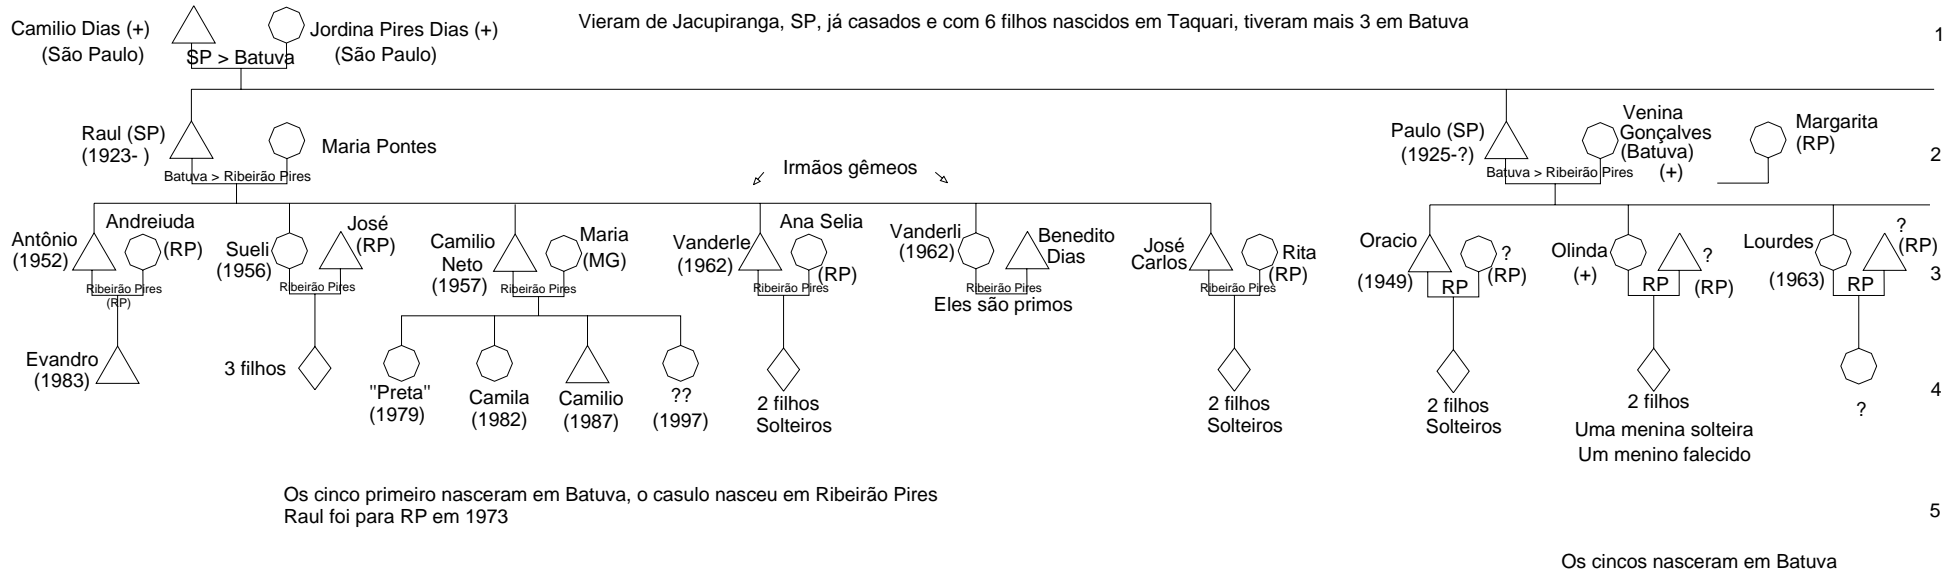 Vieram de Jacupiranga, SP, já casados e com 6 filhos nascidos em Taquari, tiveram mais 3 em Batuva
Camilio Dias (+)
(São Paulo)
Jordina Pires Dias (+)
(São Paulo)
SP > Batuva
1
Raul (SP)
(1923- )
Maria Pontes
Batuva > Ribeirão Pires
Paulo (SP)
(1925-?)
Venina
Gonçalves
(Batuva)
(+)
Batuva > Ribeirão Pires
Margarita
(RP)
2
Irmãos gêmeos
Antônio
(1952)
Andreiuda
(RP)
Ribeirão Pires
(RP)
Sueli
(1956)
José
(RP)
Ribeirão Pires
Camilio
Neto
(1957)
Maria
(MG)
Ribeirão Pires
Vanderle
(1962)
Ana Selia
(RP)
Ribeirão Pires
Vanderli
(1962)
Benedito
Dias
Ribeirão Pires
Eles são primos
José
Carlos
Rita
(RP)
Ribeirão Pires
Oracio
(1949)
?
(RP)
RP
Olinda
(+)
?
(RP)
RP
Lourdes
(1963)
?
(RP)
RP
3
Evandro
(1983)
3 filhos
"Preta"
(1979)
Camila
(1982)
Camilio
(1987)
??
(1997)
2 filhos
Solteiros
2 filhos
Solteiros
2 filhos
Solteiros
2 filhos
Uma menina solteira
Um menino falecido
?
4
Os cinco primeiro nasceram em Batuva, o casulo nasceu em Ribeirão Pires
Raul foi para RP em 1973
5
Os cincos nasceram em Batuva